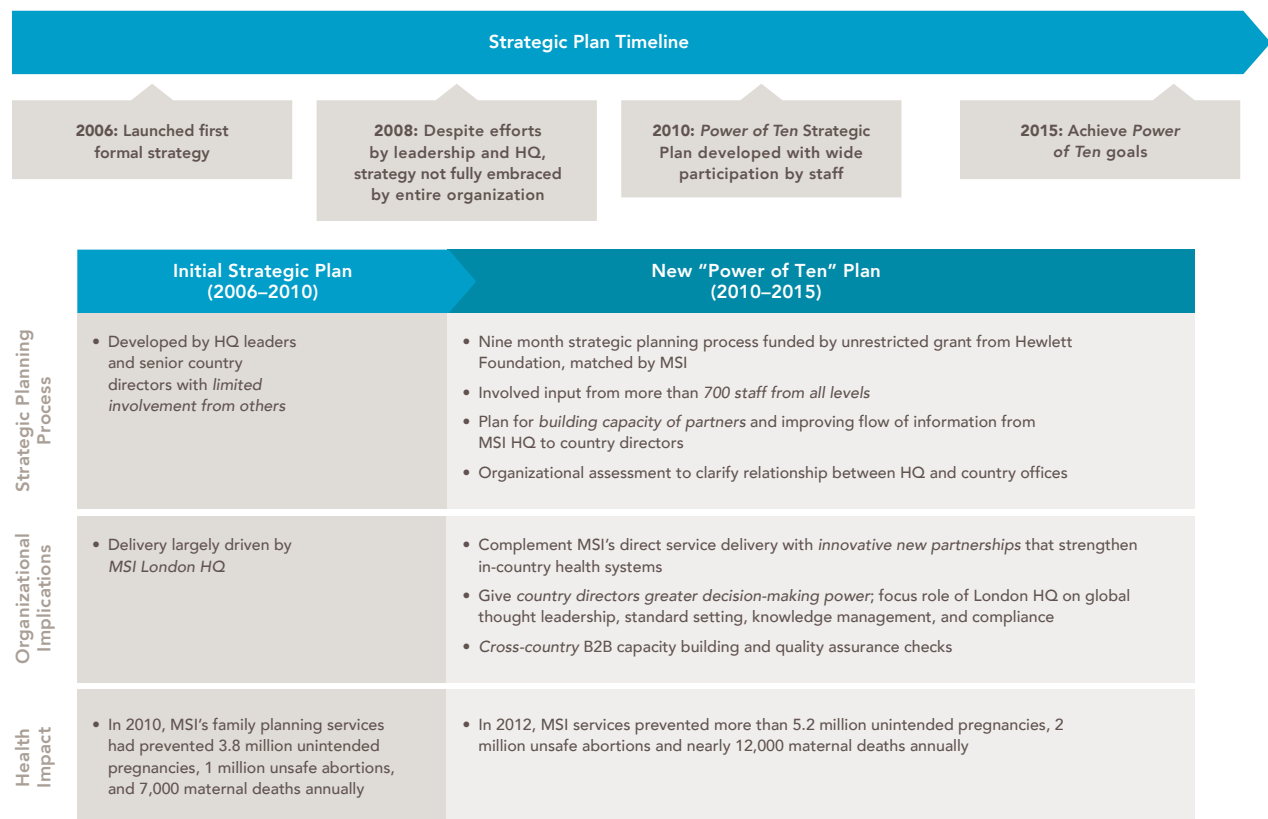 Strategic Plan Timeline
2006: Launched first
formal strategy
2008: Despite efforts
by leadership and HQ,
strategy not fully embraced
by entire organization
2010: Power of Ten Strategic
Plan developed with wide
participation by staff
2015: Achieve Power
of Ten goals
Initial Strategic Plan
(2006–2010)
New “Power of Ten” Plan
(2010–2015)
Strategic Planning
Process
• Developed by HQ leaders
and senior country
directors with limited
involvement from others
• Nine month strategic planning process funded by unrestricted grant from Hewlett
Foundation, matched by MSI
• Involved input from more than 700 staff from all levels
• Plan for building capacity of partners and improving flow of information from
MSI HQ to country directors
• Organizational assessment to clarify relationship between HQ and country offices
Organizational
Implications
• Delivery largely driven by
MSI London HQ
• Complement MSI’s direct service delivery with innovative new partnerships that strengthen
in-country health systems
• Give country directors greater decision-making power; focus role of London HQ on global
thought leadership, standard setting, knowledge management, and compliance
• Cross-country B2B capacity building and quality assurance checks
Health
Impact
• In 2010, MSI’s family planning services
had prevented 3.8 million unintended
pregnancies, 1 million unsafe abortions,
and 7,000 maternal deaths annually
• In 2012, MSI services prevented more than 5.2 million unintended pregnancies, 2
million unsafe abortions and nearly 12,000 maternal deaths annually